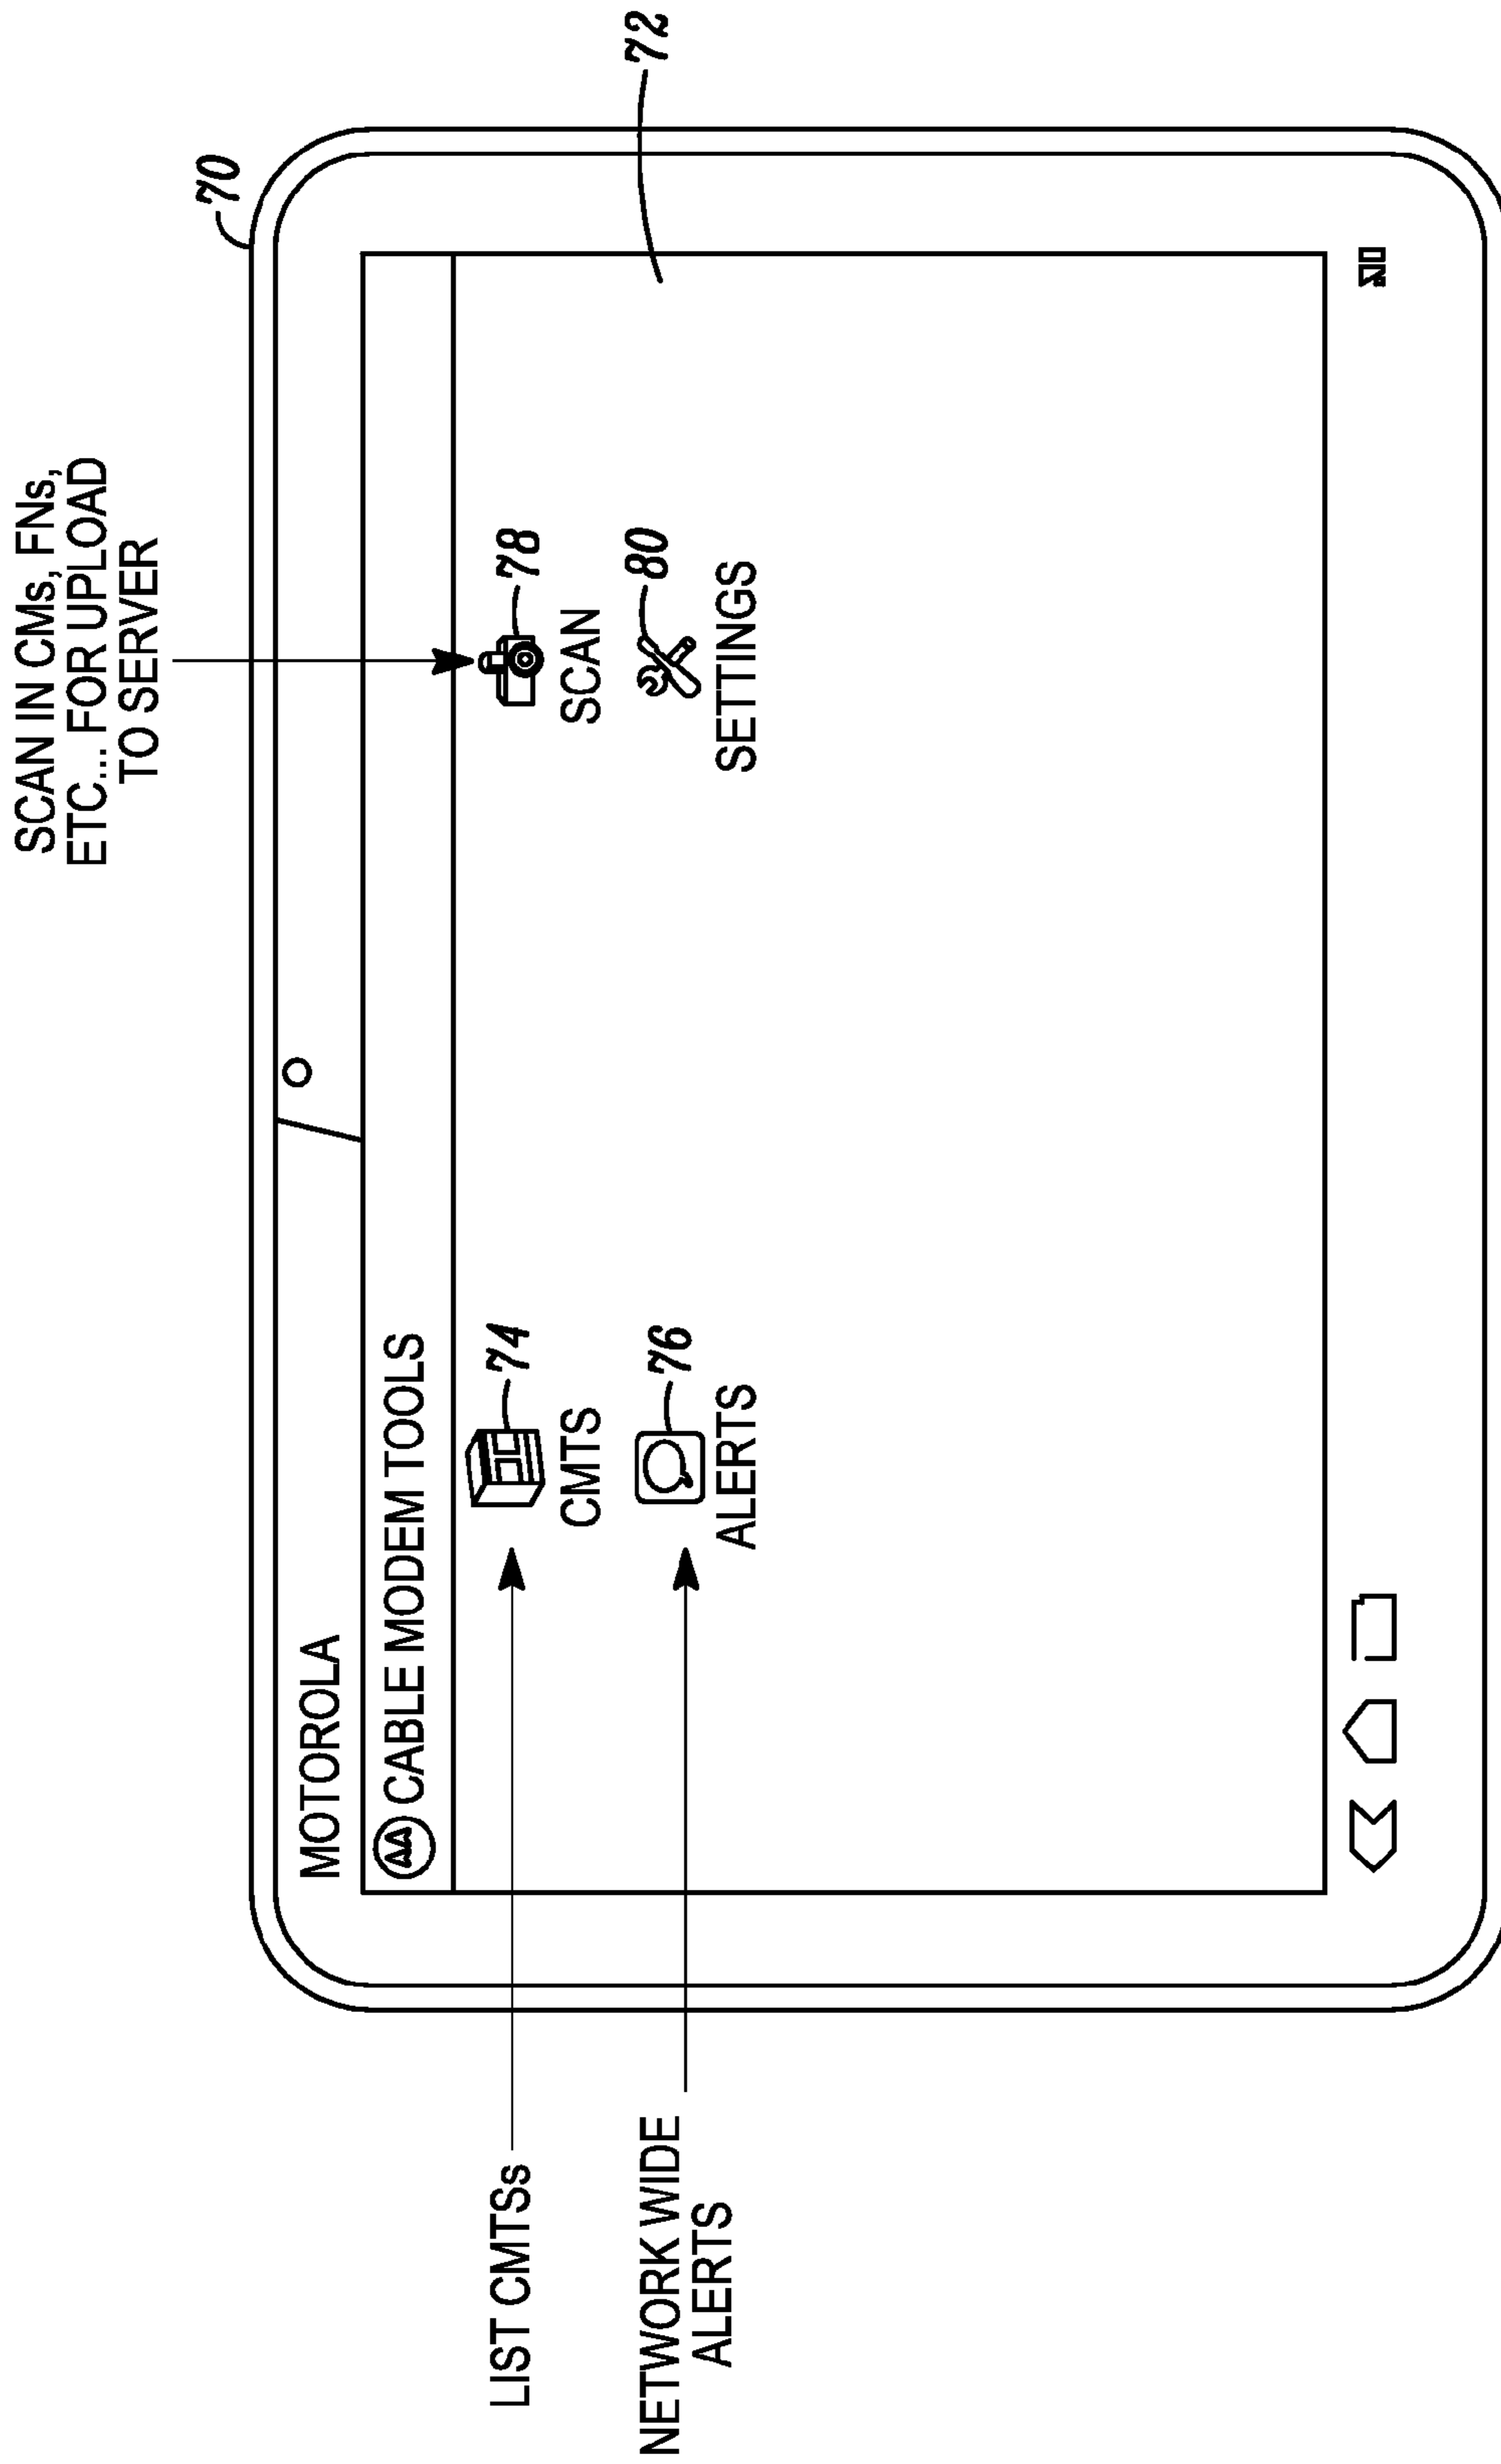 SCAN IN CMs, FNs,
ETC... FOR UPLOAD
TO SERVER
70
MOTOROLA
CABLE MODEM TOOLS
72
LIST CMTSs
74
CMTS
78
SCAN
NETWORK WIDE
ALERTS
76
ALERTS
80
SETTINGS